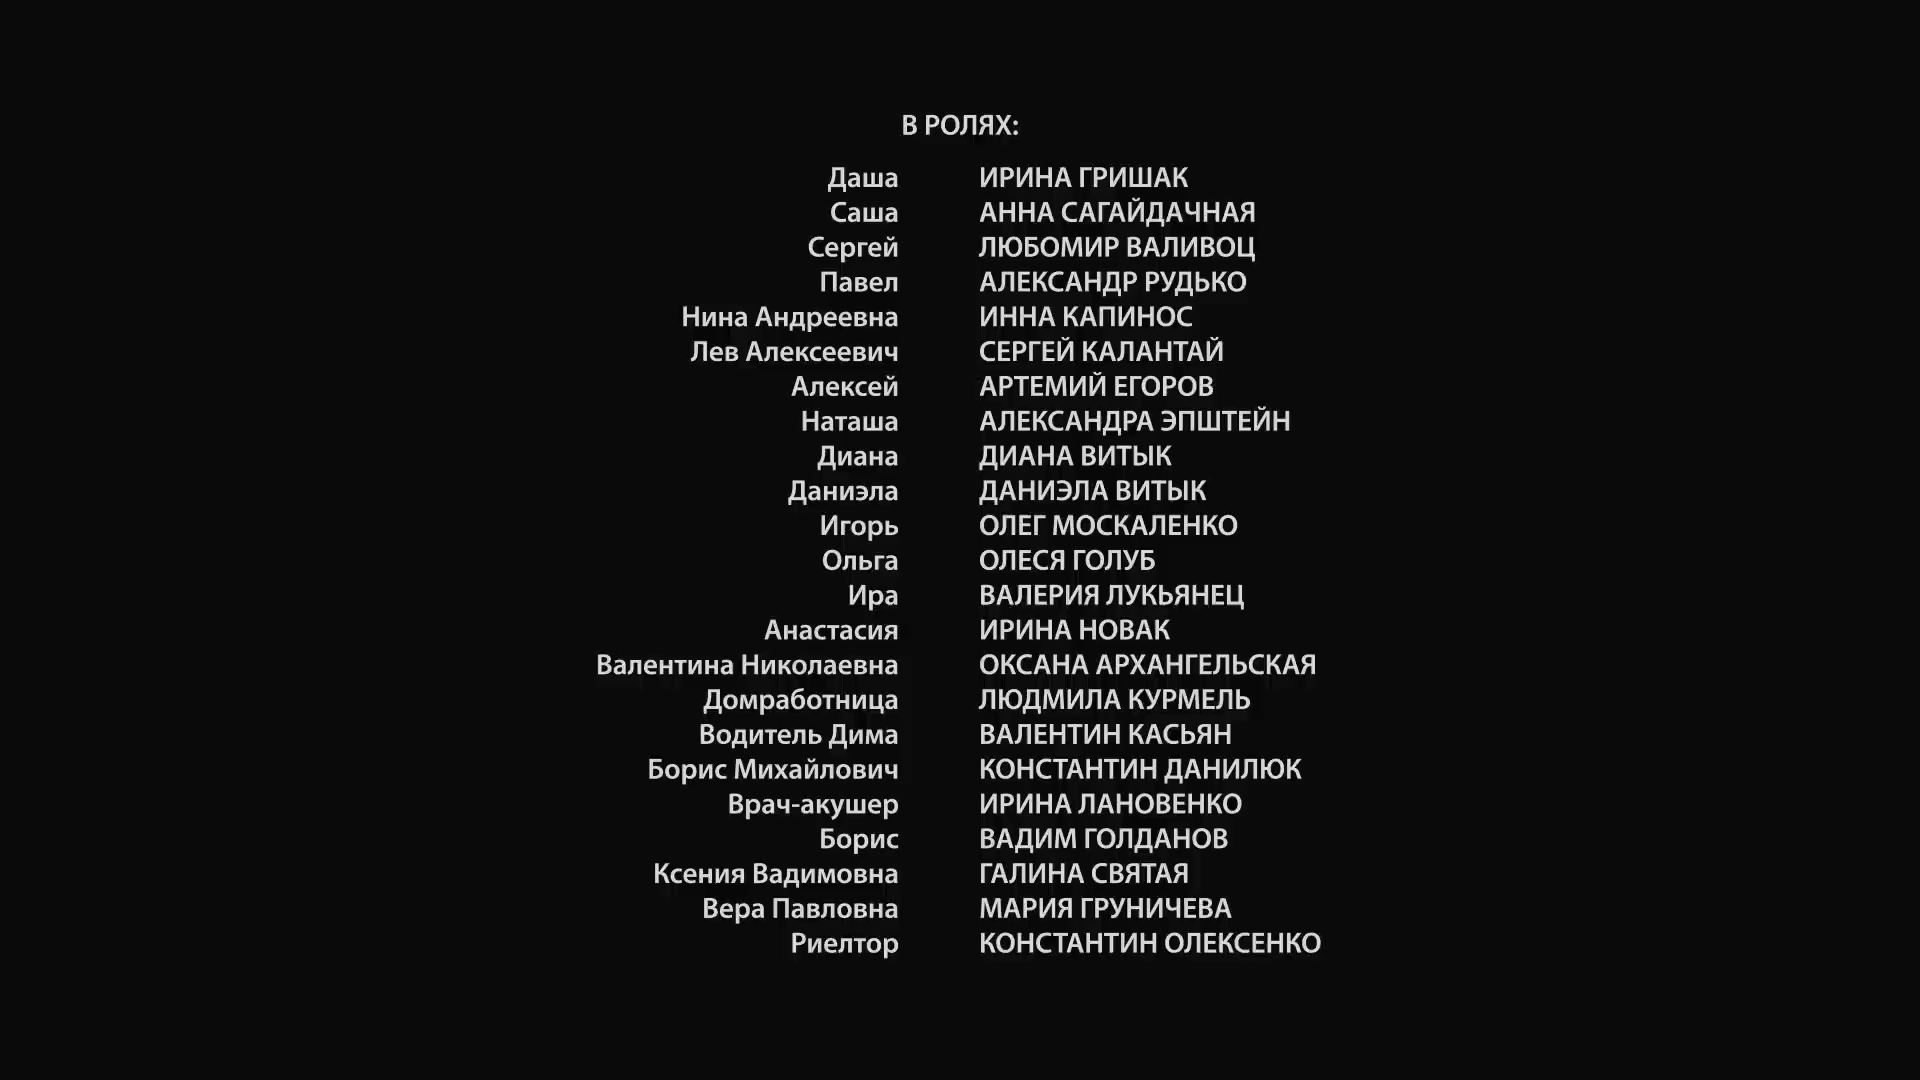 В РОЛЯХ:
Даша ИРИНА ГРИШАК
Саша АННА САГАЙДАЧНАЯ
Сергей ЛЮБОМИР ВАЛИВОЦ
Павел АЛЕКСАНДР РУДЬКО
Нина Андреевна ИННА КАПИНОС
Лев Алексеевич СЕРГЕЙ КАЛАНТАЙ
Алексей АРТЕМИЙ ЕГОРОВ
Наташа АЛЕКСАНДРА ЭПШТЕЙН
Диана ДИАНА ВИТЫК
Даниэла ДАНИЭЛА ВИТЫК
Игорь ОЛЕГ МОСКАЛЕНКО
Ольга ОЛЕСЯ ГОЛУБ
Ира ВАЛЕРИЯ ЛУКЬЯНЕЦ
Анастасия ИРИНА НОВАК
Валентина Николаевна ОКСАНА АРХАНГЕЛЬСКАЯ
Домработница ЛЮДМИЛА КУРМЕЛЬ
Водитель Дима ВАЛЕНТИН КАСЬЯН
Борис Михайлович КОНСТАНТИН ДАНИЛЮК
Врач-акушер ИРИНА ЛАНОВЕНКО
Борис ВАДИМ ГОЛДАНОВ
Ксения Вадимовна ГАЛИНА СВЯТАЯ
Вера Павловна МАРИЯ ГРУНИЧЕВА
Риелтор КОНСТАНТИН ОЛЕКСЕНКО